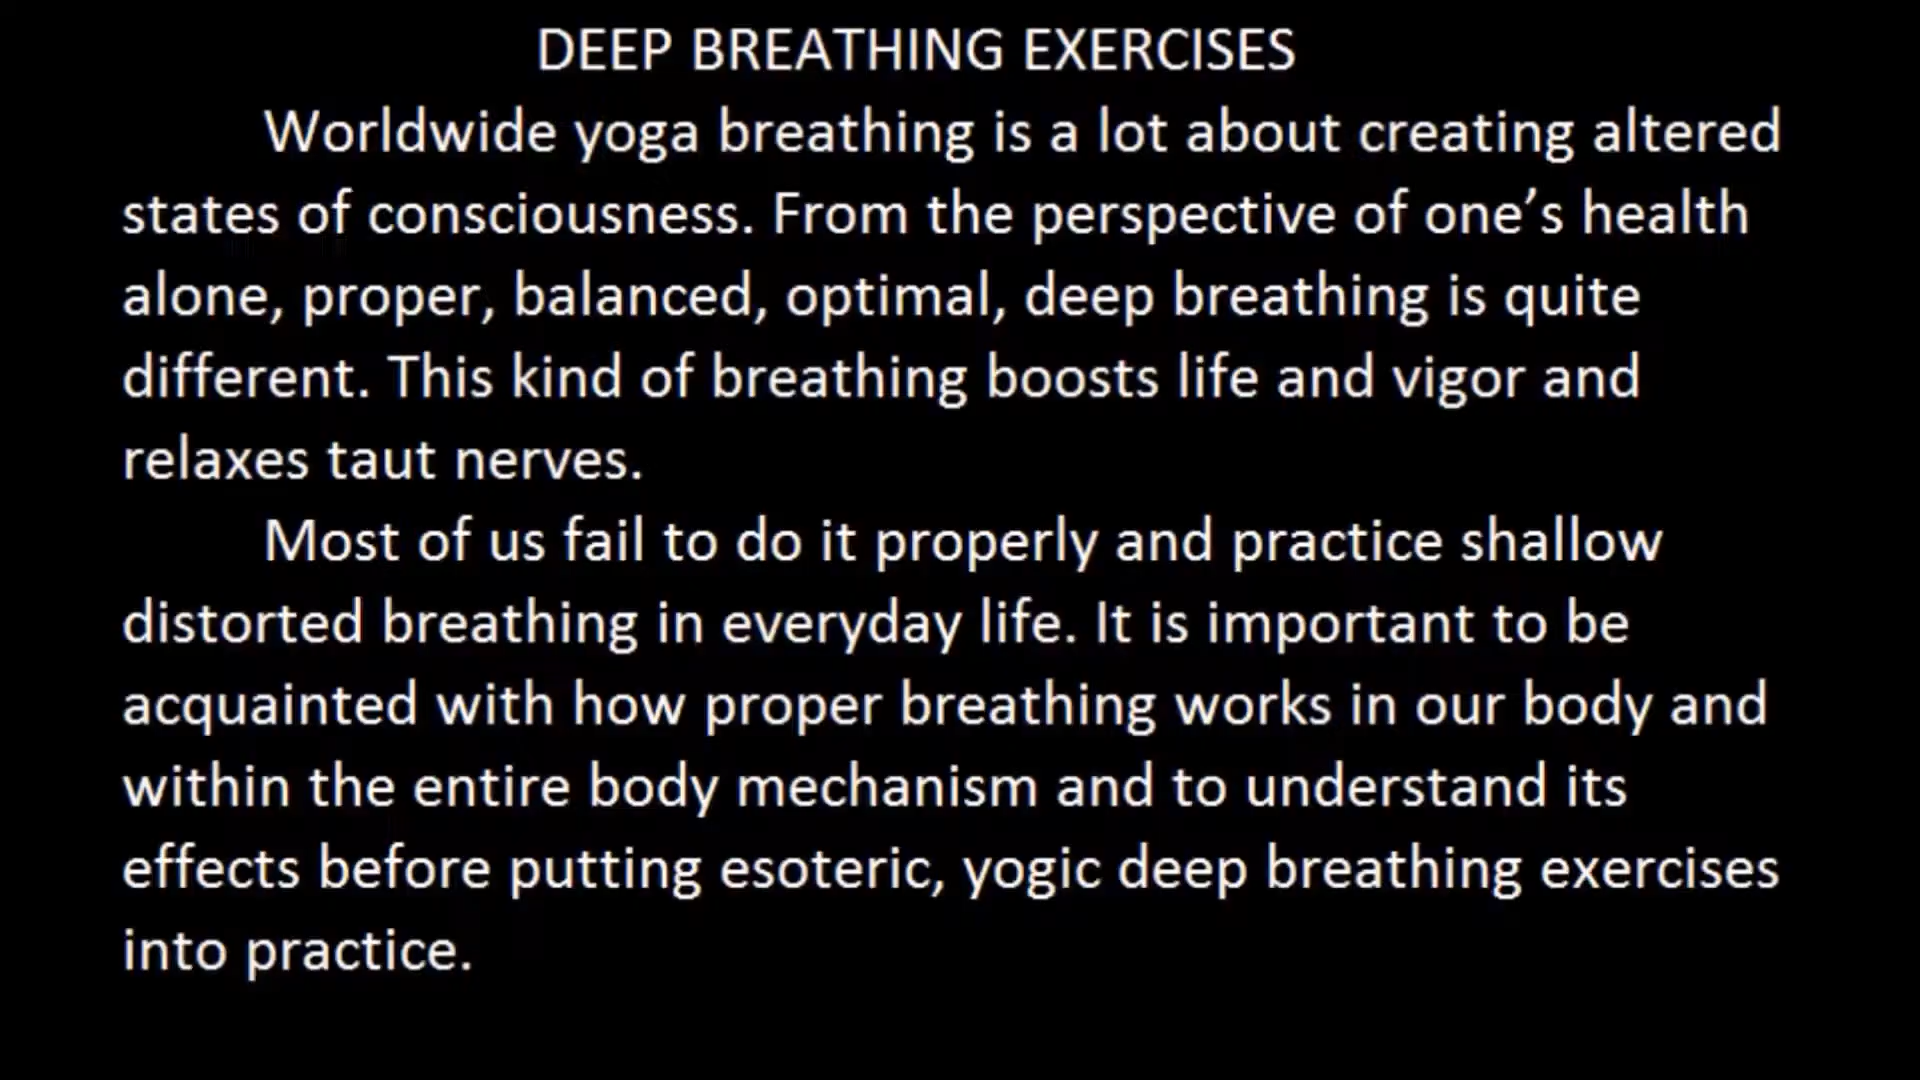 DEEP BREATHING EXERCISES
Worldwide yoga breathing is a lot about creating altered
states of consciousness. From the perspective of one’s health
alone, proper, balanced, optimal, deep breathing is quite
different. This kind of breathing boosts life and vigor and
relaxes taut nerves.
Most of us fail to do it properly and practice shallow
distorted breathing in everyday life. It is important to be
acquainted with how proper breathing works in our body and
within the entire body mechanism and to understand its
effects before putting esoteric, yogic deep breathing exercises
into practice.